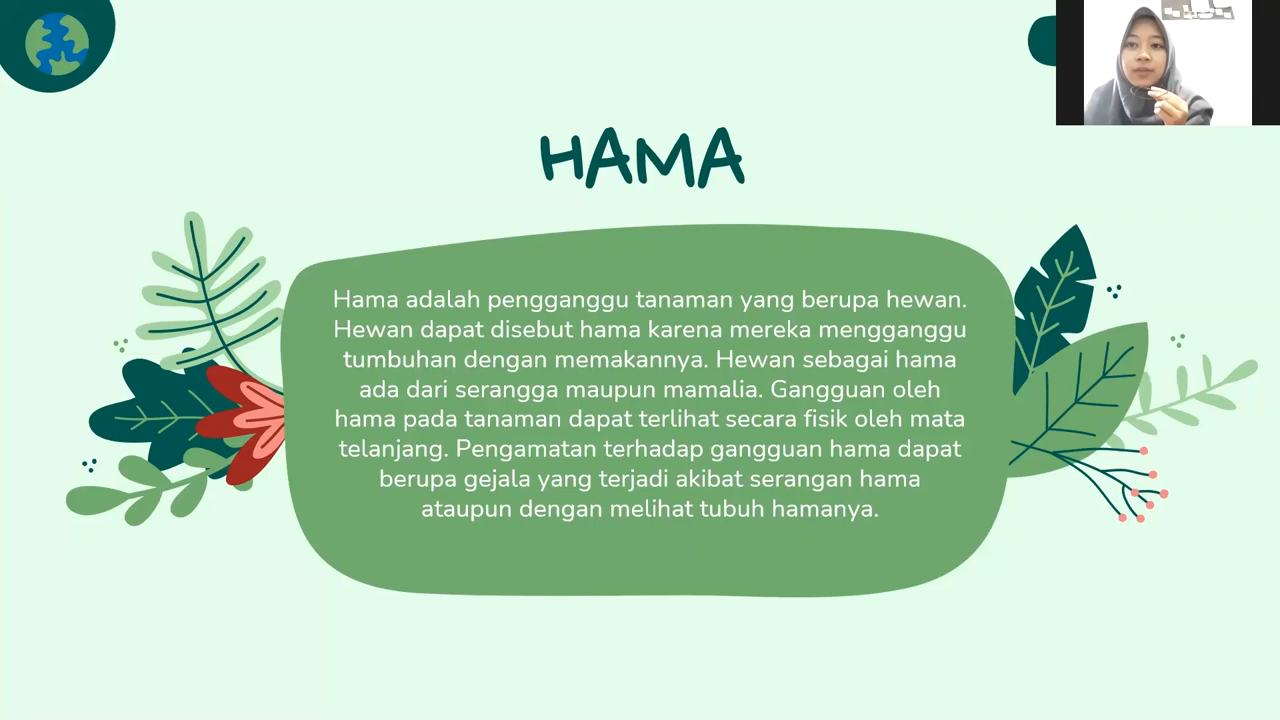 HAMA
Hama adalah pengganggu tanaman yang berupa hewan.
Hewan dapat disebut hama karena mereka mengganggu
tumbuhan dengan memakannya. Hewan sebagai hama
ada dari serangga maupun mamalia. Gangguan oleh
hama pada tanaman dapat terlihat secara fisik oleh mata
telanjang. Pengamatan terhadap gangguan hama dapat
berupa gejala yang terjadi akibat serangan hama
ataupun dengan melihat tubuh hamanya.